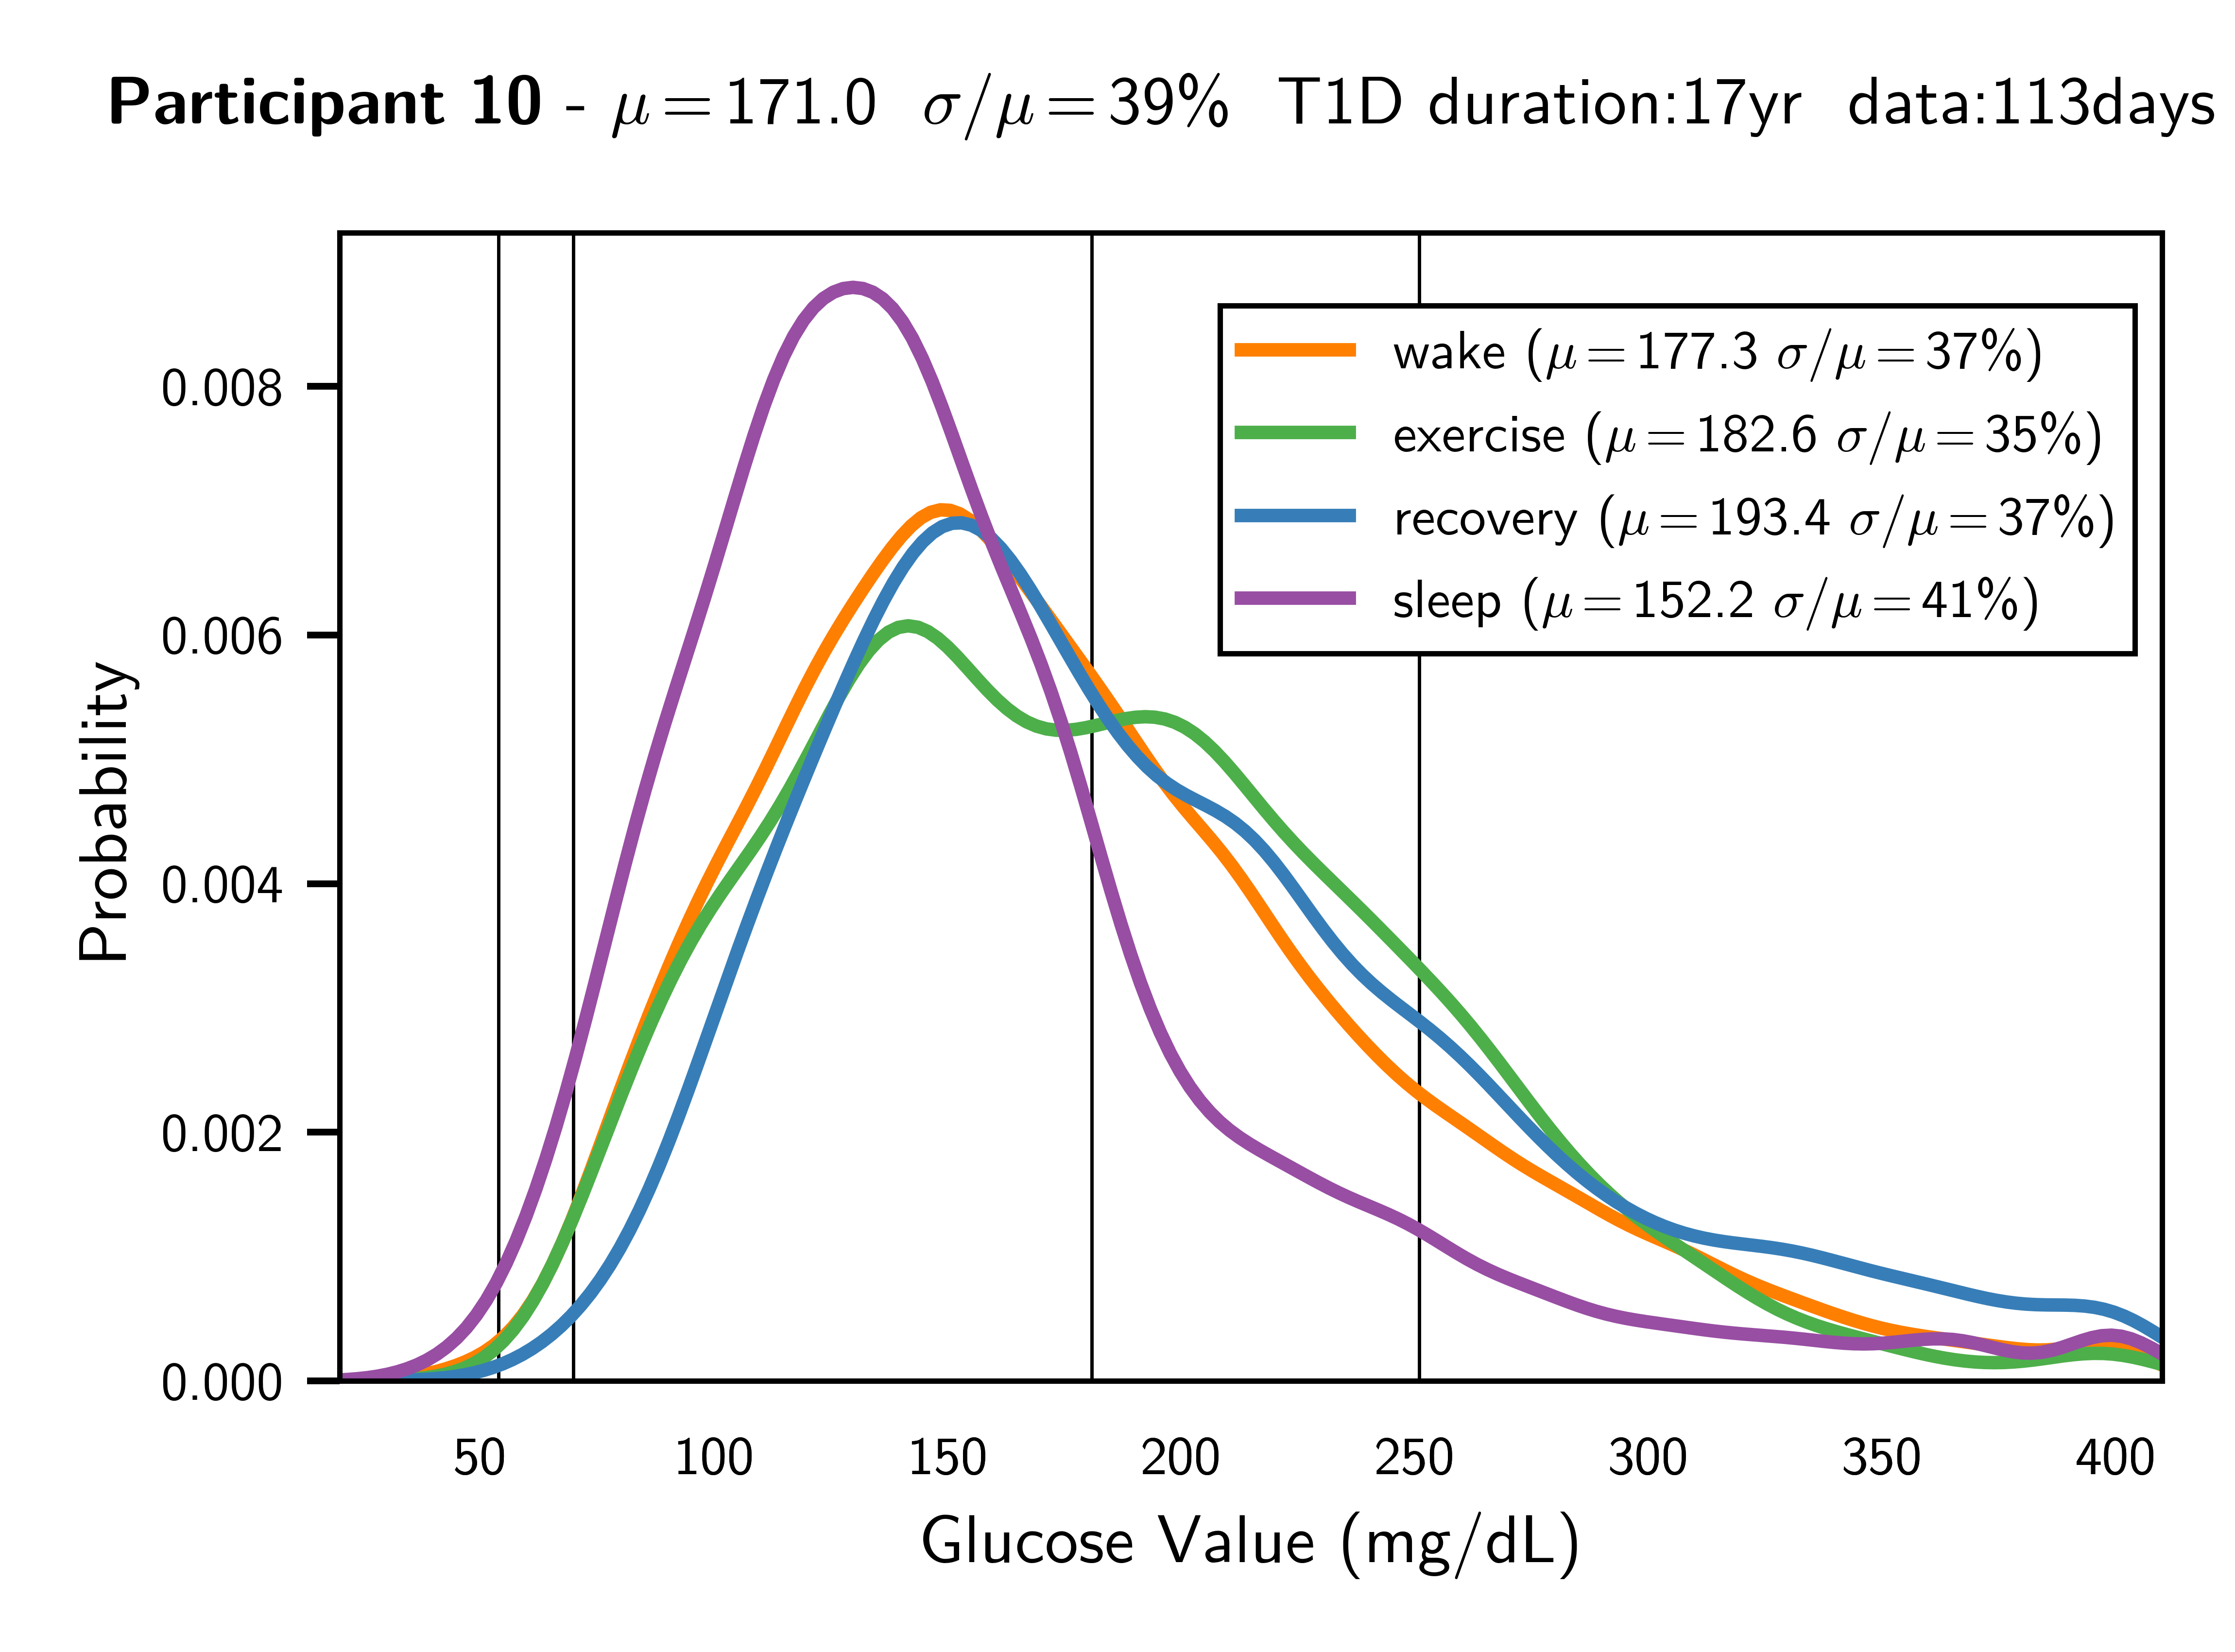 Participant 10 - μ = 171.0 σ/μ = 39% T1D duration:17yr data:113days
wake (μ = 177.3 σ/μ = 37%)
exercise (μ = 182.6 σ/μ = 35%)
recovery (μ = 193.4 σ/μ = 37%)
sleep (μ = 152.2 σ/μ = 41%)
Probability
0.008
0.006
0.004
0.002
0.000
50 100 150 200 250 300 350 400
Glucose Value (mg/dL)